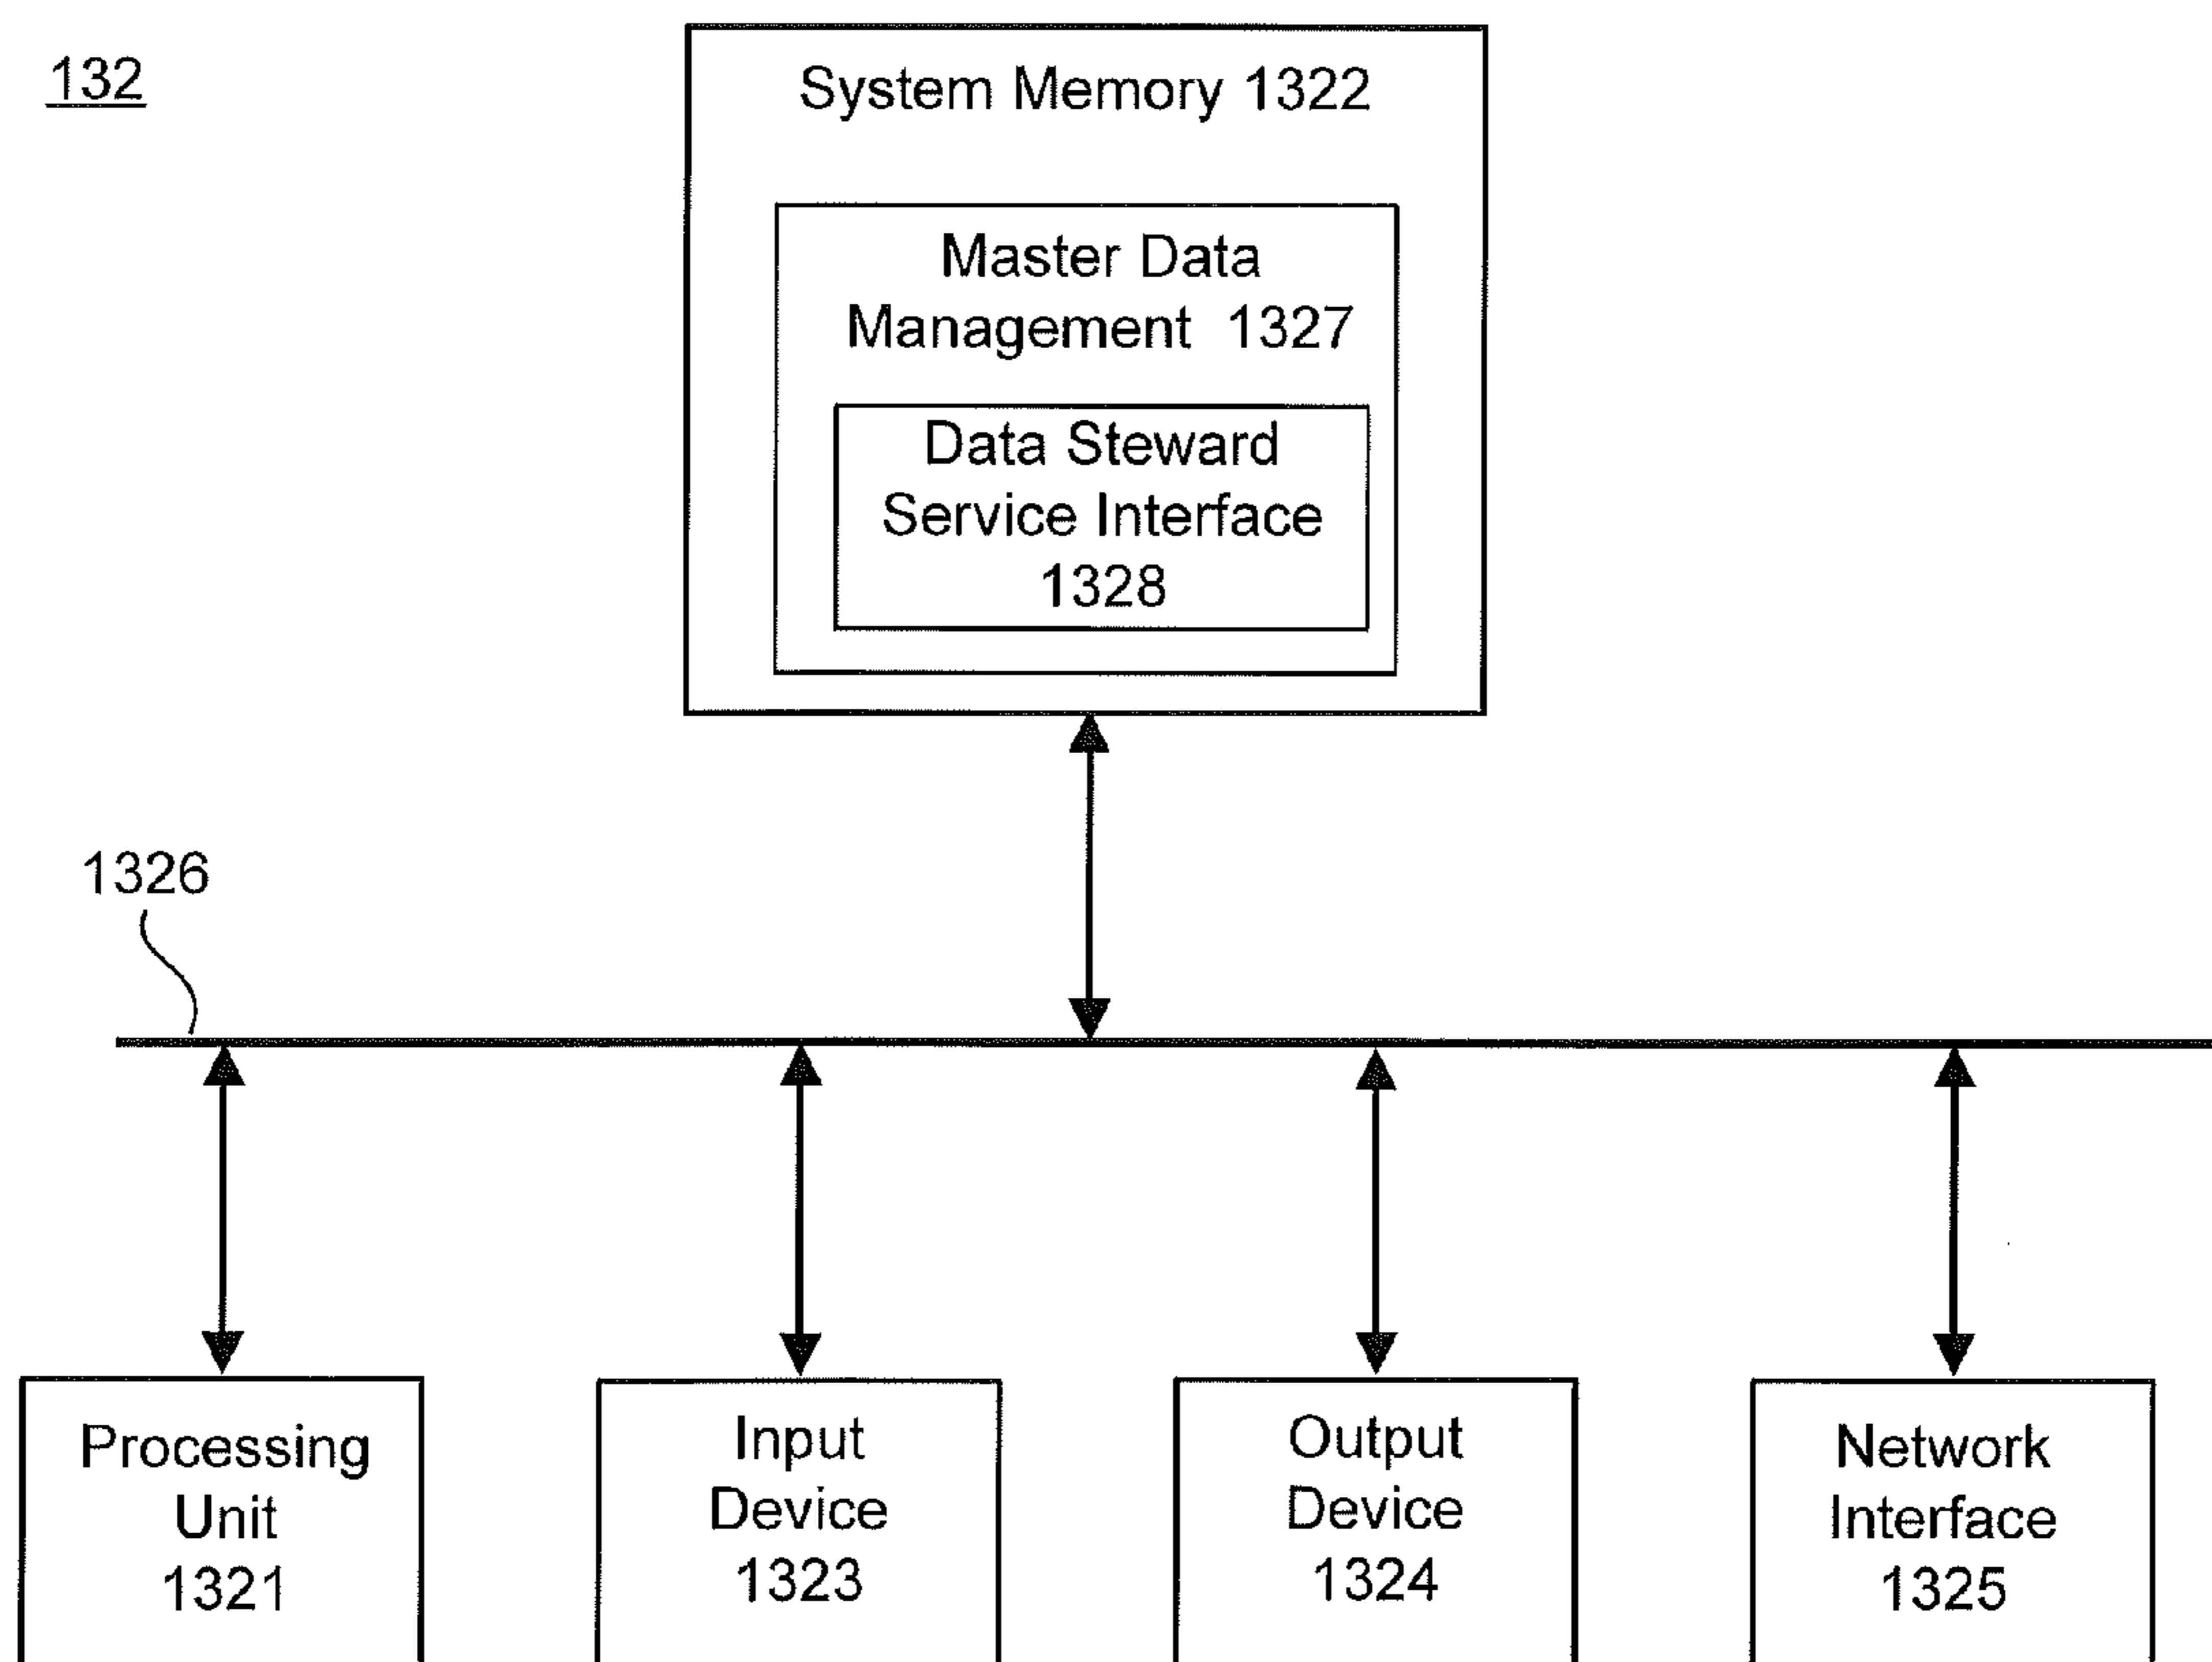 132
System Memory 1322
Master Data
Management 1327
Data Steward
Service Interface
1328
1326
Processing
Unit
1321
Input
Device
1323
Output
Device
1324
Network
Interface
1325